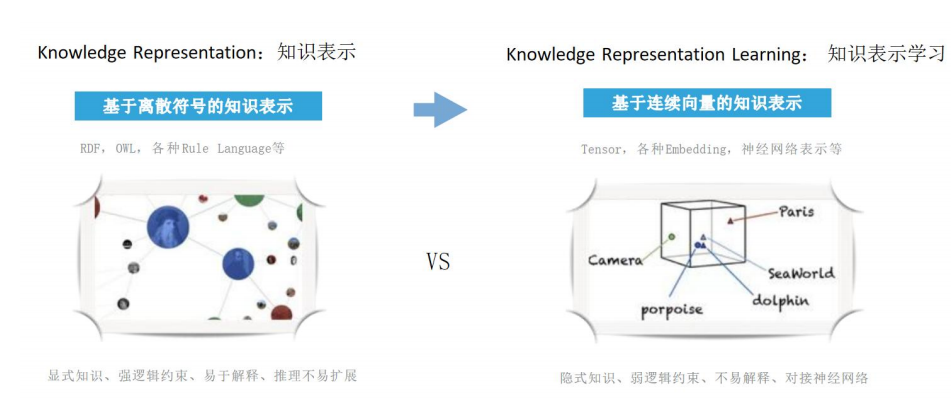 Knowledge Representation: 知识表示
基于离散符号的知识表示
RDF, OWL, 各种Rule Language等
显式知识、强逻辑约束、易于解释、推理不易扩展
VS
Knowledge Representation Learning: 知识表示学习
基于连续向量的知识表示
Tensor, 各种Embedding, 神经网络表示等
Paris
Camera
SeaWorld
dolphin
porpoise
隐式知识、弱逻辑约束、不易解释、对接神经网络